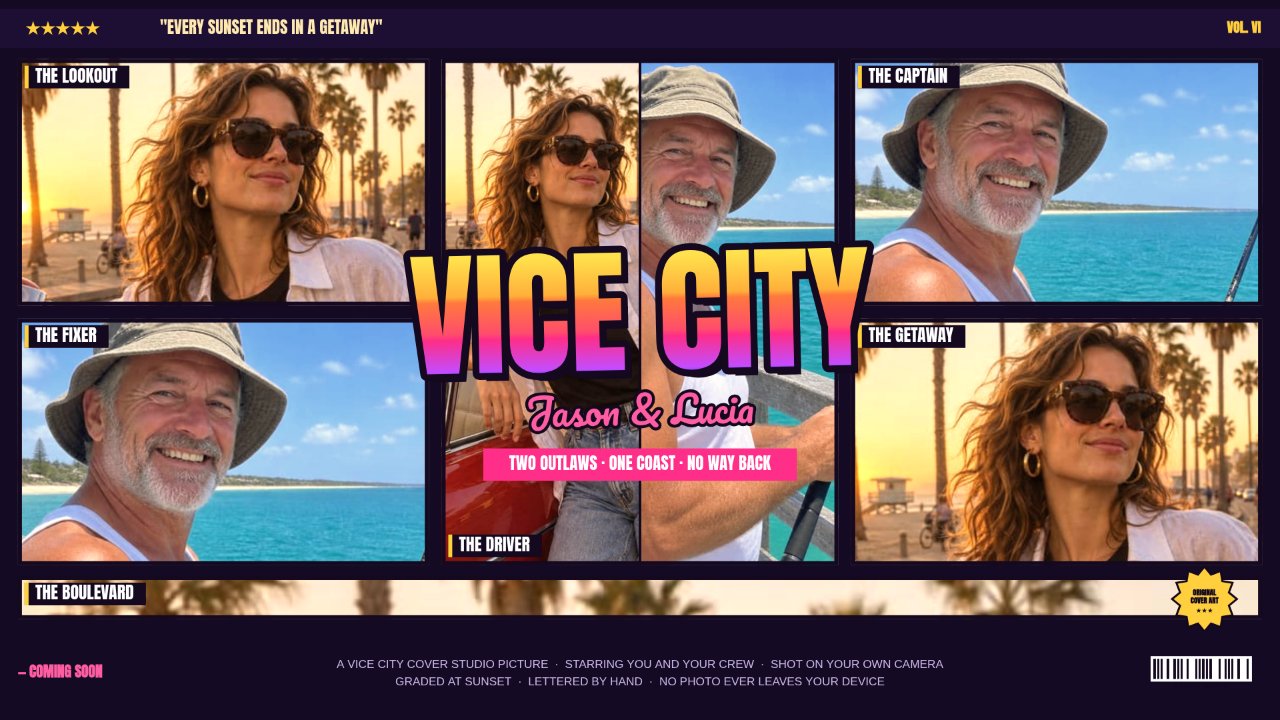 ★★★★★ "EVERY SUNSET ENDS IN A GETAWAY" VOL. VI
THE LOOKOUT
THE CAPTAIN
VICE CITY
THE FIXER
THE GETAWAY
Jason & Lucia
TWO OUTLAWS · ONE COAST · NO WAY BACK
THE DRIVER
THE BOULEVARD
ORIGINAL
COVER ART
★★★
– COMING SOON
A VICE CITY COVER STUDIO PICTURE · STARRING YOU AND YOUR CREW · SHOT ON YOUR OWN CAMERA
GRADED AT SUNSET · LETTERED BY HAND · NO PHOTO EVER LEAVES YOUR DEVICE